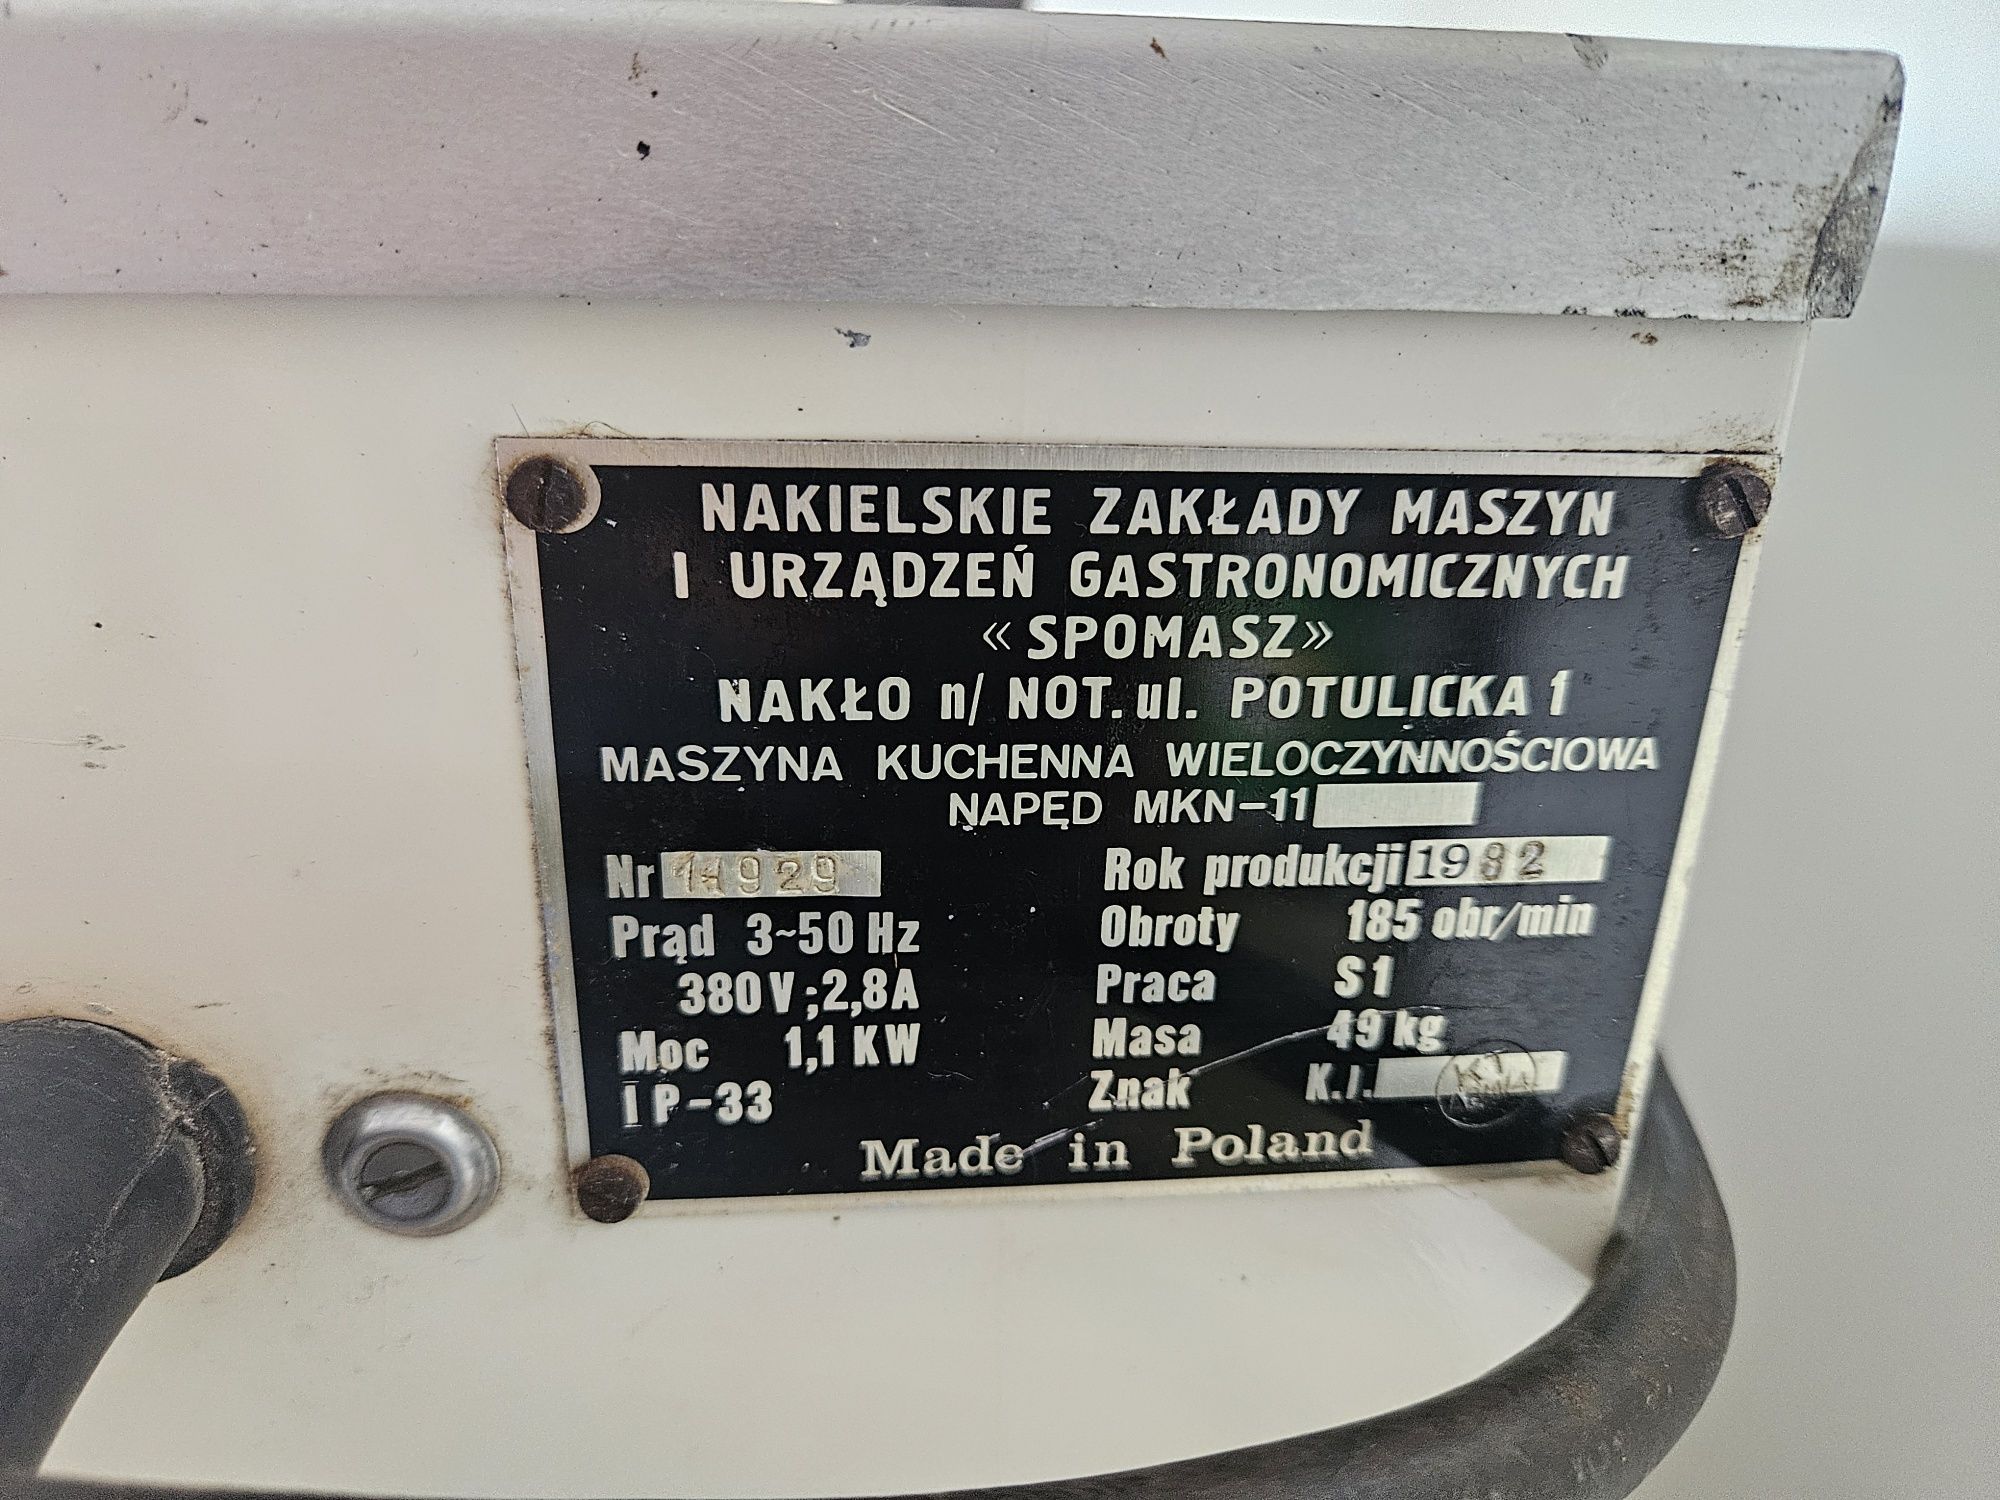 NAKIELSKIE ZAKŁADY MASZYN
I URZĄDZEŃ GASTRONOMICZNYCH
«SPOMASZ»
NAKŁO n/ NOT. ul. POTULICKA 1
MASZYNA KUCHENNA WIELOCZYNNOŚCIOWA
NAPĘD MKN-11
Nr 11929 Rok produkcji 1982
Prąd 3~50 Hz Obroty 185 obr/min
380V;2,8A Praca S1
Moc 1,1 KW Masa 49 kg
IP-33 Znak K.J.
Made in Poland